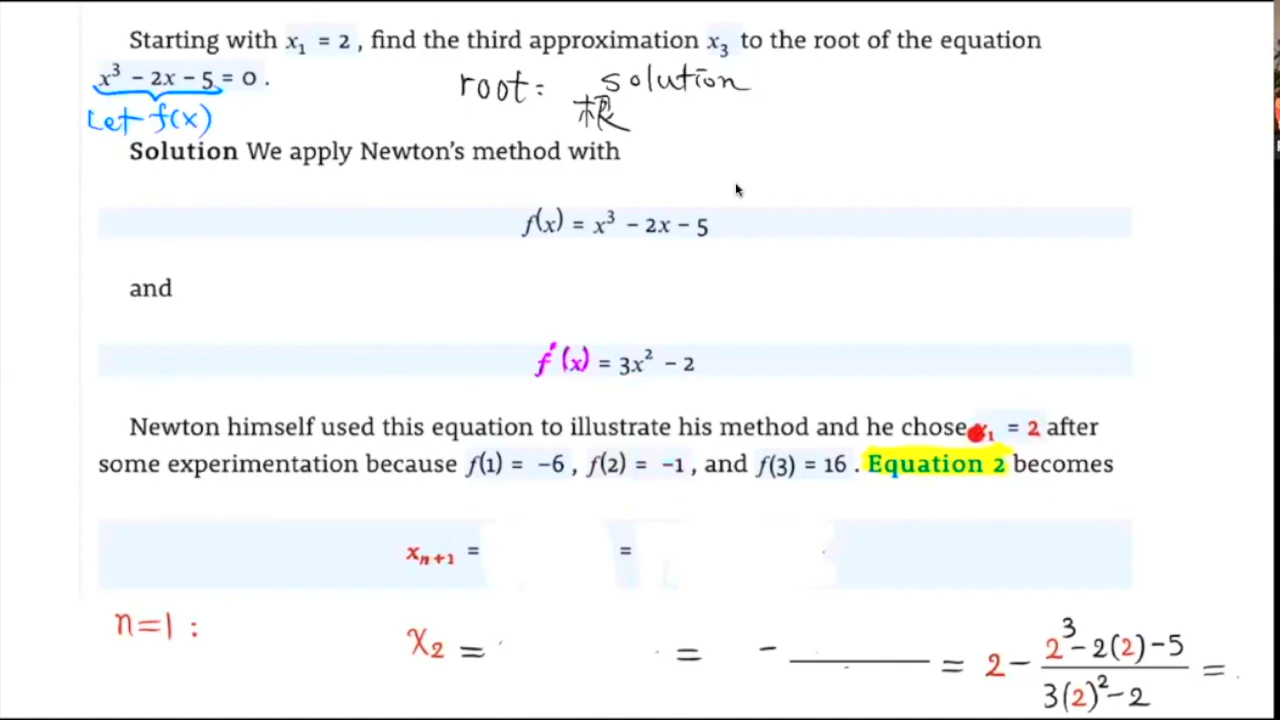 Starting with x₁ = 2 , find the third approximation x₃ to the root of the equation
x³ − 2x − 5 = 0 .
root: solution
根
Let f(x)
Solution We apply Newton's method with
f(x) = x³ − 2x − 5
and
f'(x) = 3x² − 2
Newton himself used this equation to illustrate his method and he chose x₁ = 2 after
some experimentation because f(1) = −6 , f(2) = −1 , and f(3) = 16 . Equation 2 becomes
xₙ₊₁ = =
n=1 :
x₂ = = - ——— = 2 - (2³-2(2)-5)/(3(2)²-2) =